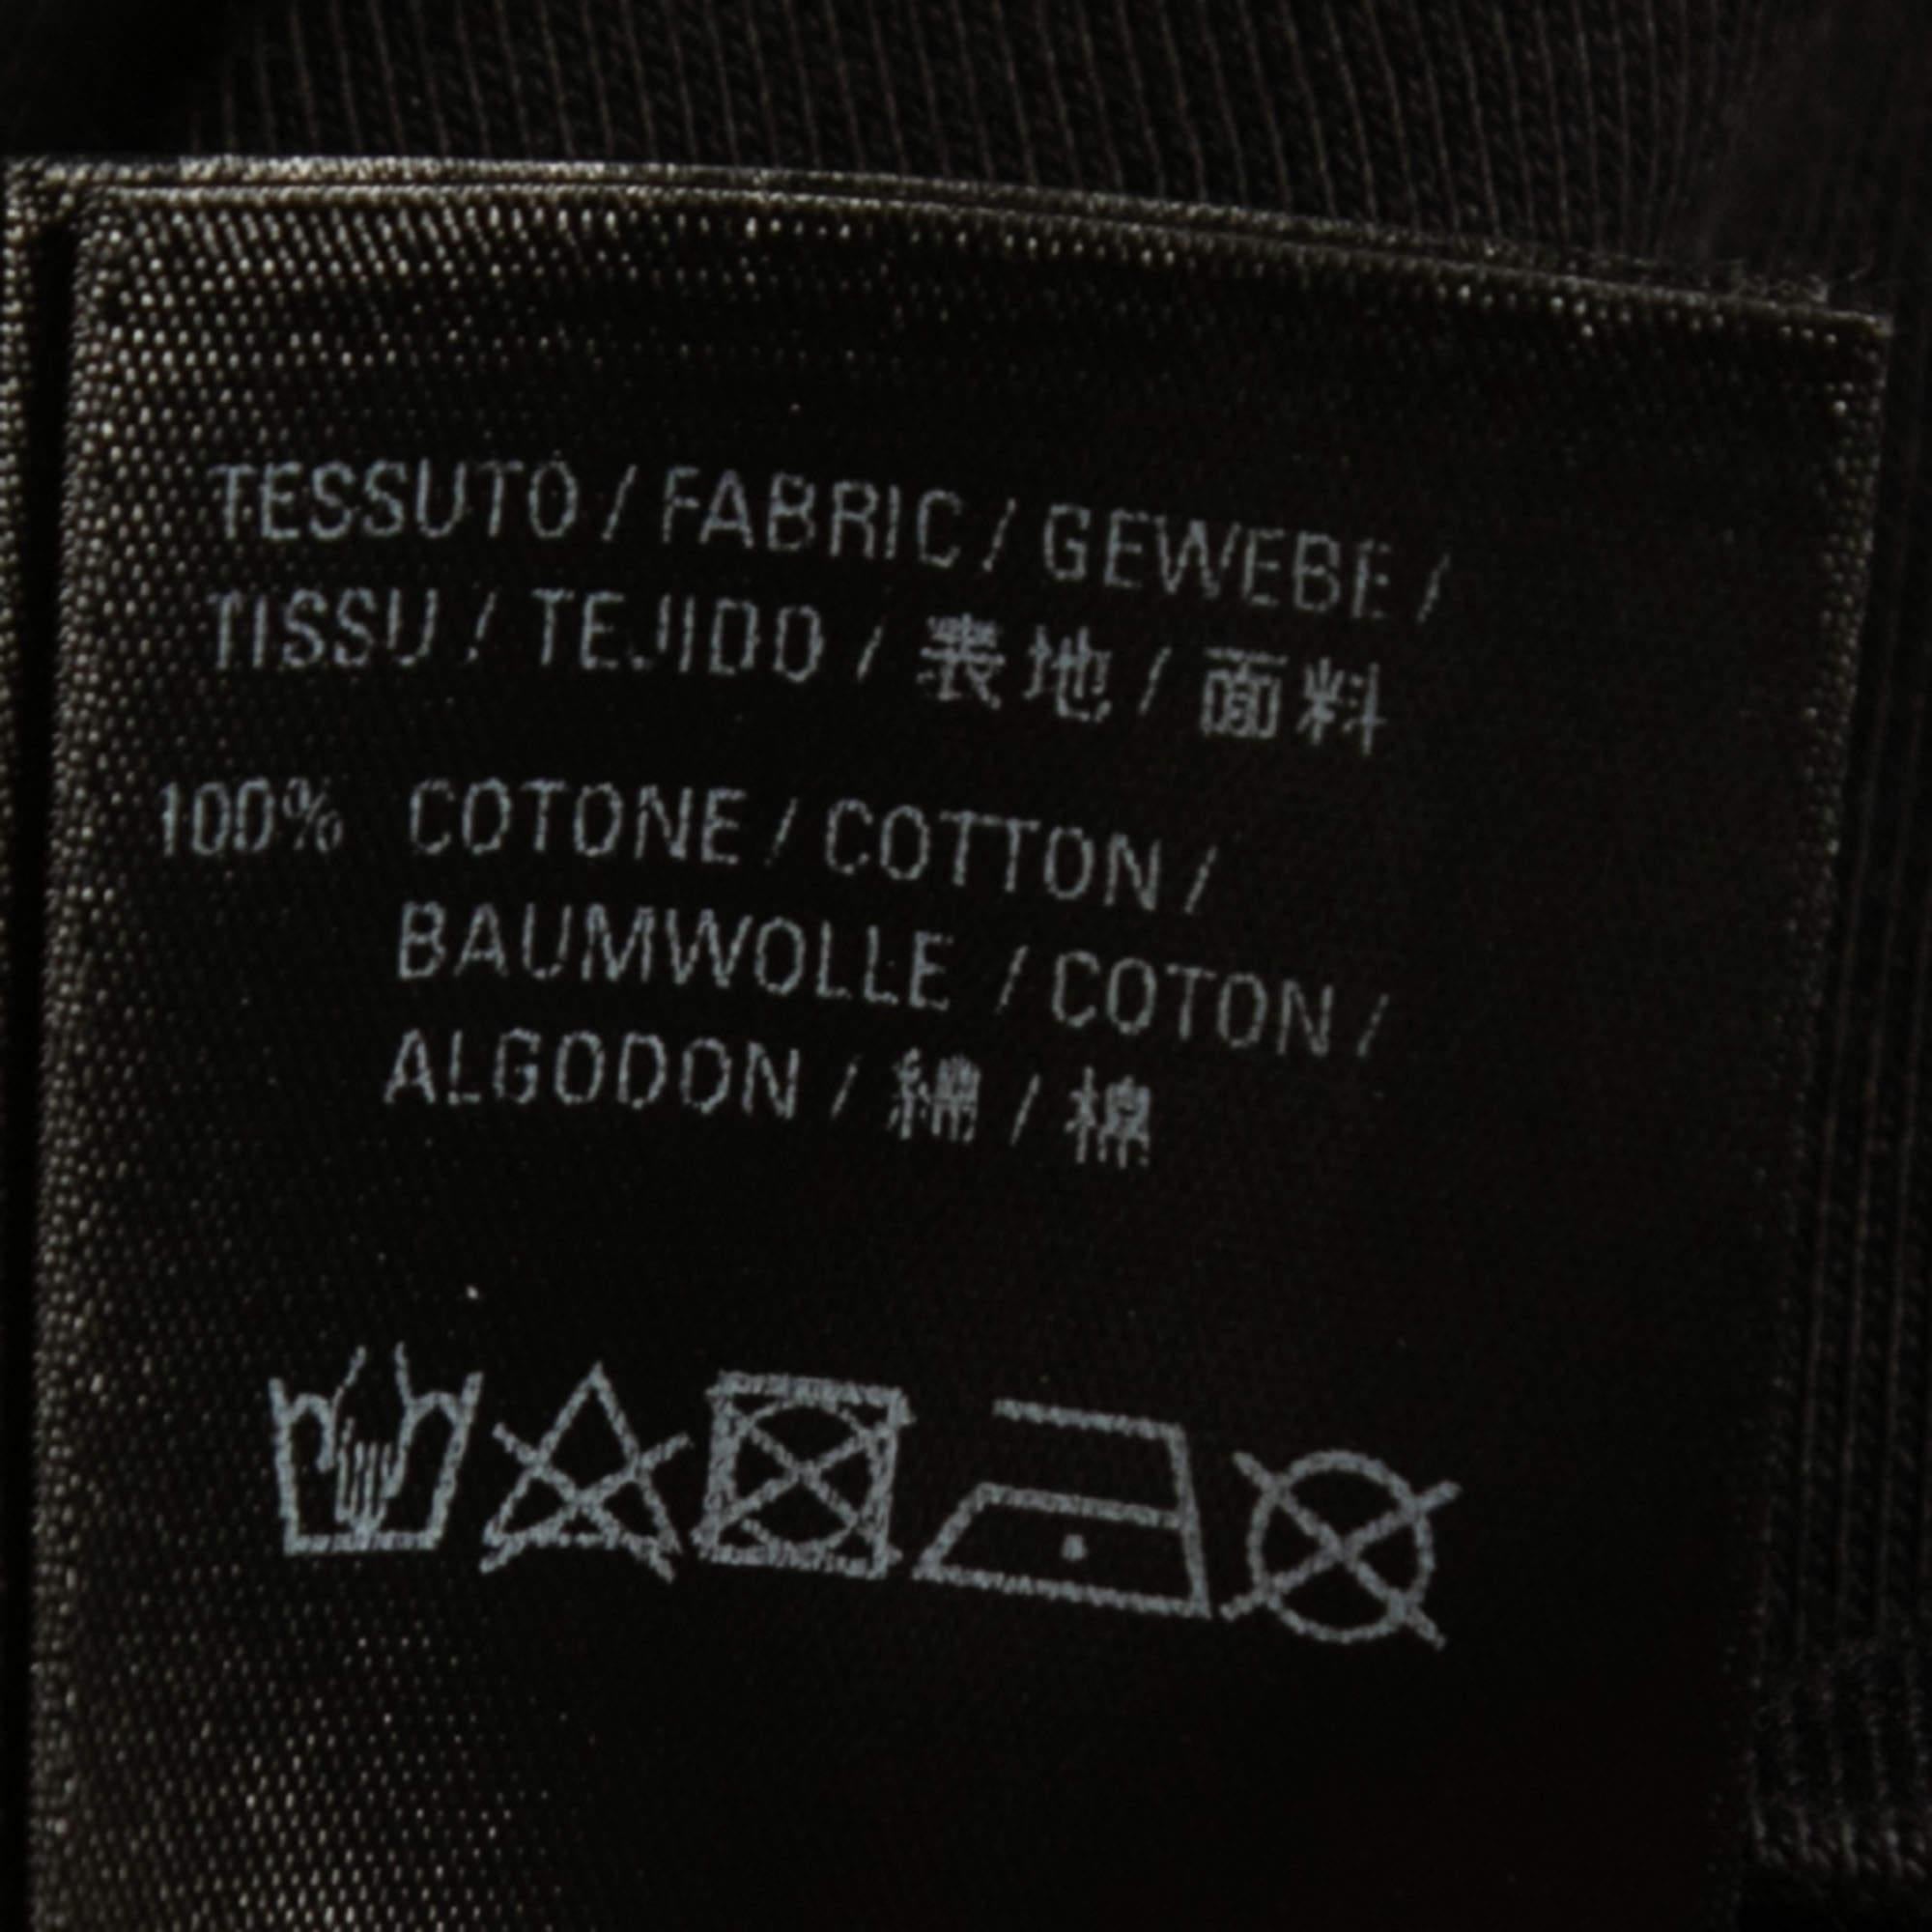 TESSUTO / FABRIC / GEWEBE /
TISSU / TEJIDO / 表地 / 面料
100% COTONE / COTTON /
BAUMWOLLE / COTON /
ALGODON / 綿 / 棉